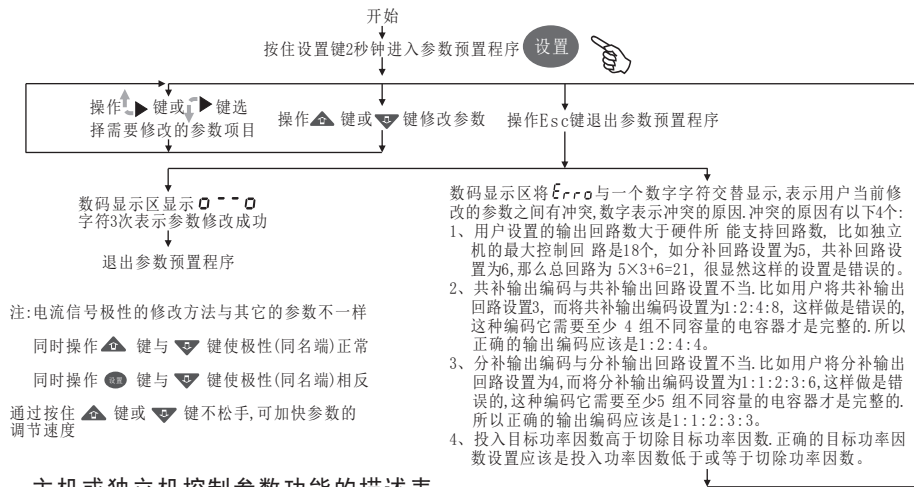 开始
按住设置键2秒钟进入参数预置程序 设置
操作 键或 键选
择需要修改的参数项目
操作 键或 键修改参数
操作Esc键退出参数预置程序
数码显示区显示
字符3次表示参数修改成功
退出参数预置程序
注:电流信号极性的修改方法与其它的参数不一样
同时操作 键与 键使极性(同名端)正常
同时操作 设置 键与 键使极性(同名端)相反
通过按住 键或 键不松手,可加快参数的
调节速度
数码显示区将Erro与一个数字字符交替显示,表示用户当前修
改的参数之间有冲突,数字表示冲突的原因.冲突的原因有以下4个:
1、用户设置的输出回路数大于硬件所 能支持回路数, 比如独立
机的最大控制回 路是18个, 如分补回路设置为5, 共补回路设
置为6,那么总回路为 5×3+6=21, 很显然这样的设置是错误的。
2、共补输出编码与共补输出回路设置不当.比如用户将共补输出
回路设置3, 而将共补输出编码设置为1:2:4:8, 这样做是错误的,
这种编码它需要至少 4 组不同容量的电容器才是完整的.所以
正确的输出编码应该是1:2:4:4。
3、分补输出编码与分补输出回路设置不当.比如用户将分补输出
回路设置为4,而将分补输出编码设置为1:1:2:3:6,这样做是错
误的,这种编码它需要至少5 组不同容量的电容器才是完整的.
所以正确的输出编码应该是1:1:2:3:3。
4、投入目标功率因数高于切除目标功率因数.正确的目标功率因
数设置应该是投入功率因数低于或等于切除功率因数。
主机或独立机控制参数功能的描述表